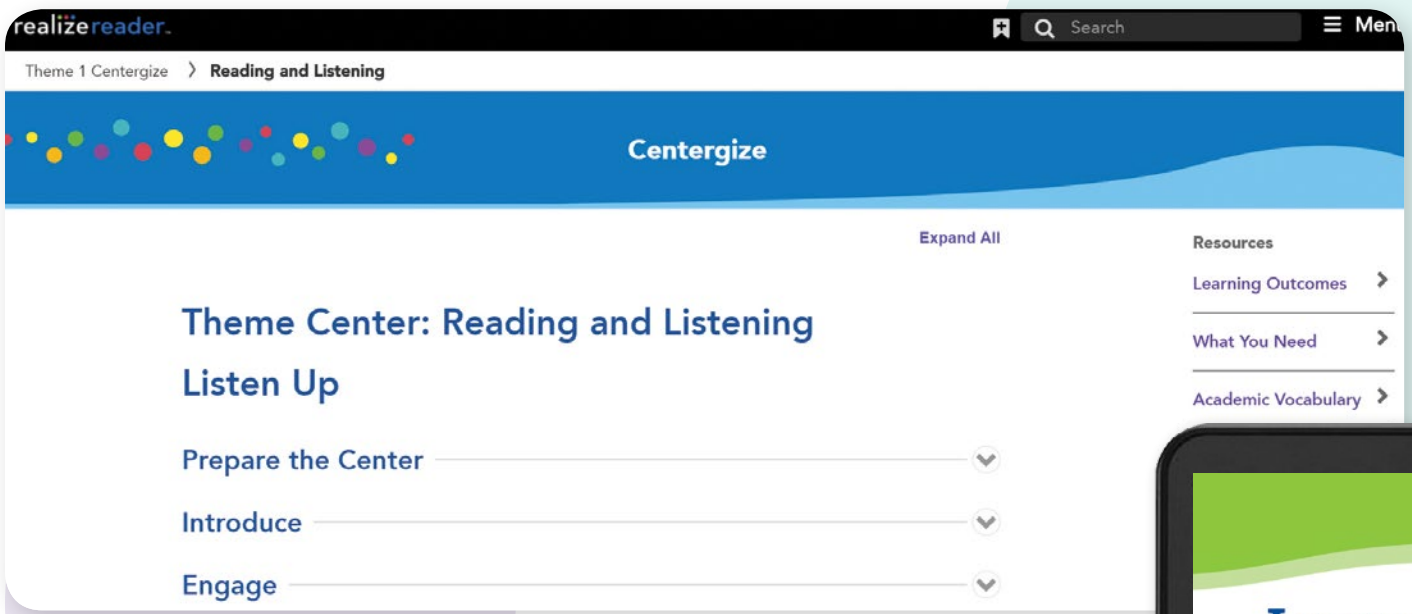 realizereader.
Search
Menu
Theme 1 Centergize > Reading and Listening
Centergize
Expand All
Theme Center: Reading and Listening
Listen Up
Prepare the Center
Introduce
Engage
Resources
Learning Outcomes
What You Need
Academic Vocabulary